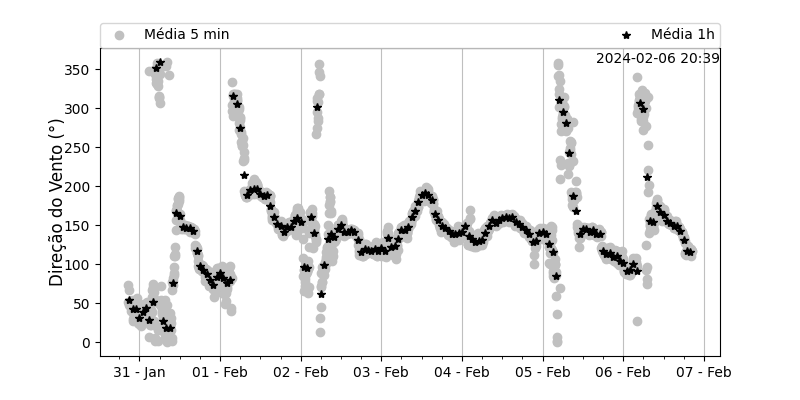 Média 5 min
Média 1h
2024-02-06 20:39
Direção do Vento (°)
350
300
250
200
150
100
50
0
31 - Jan
01 - Feb
02 - Feb
03 - Feb
04 - Feb
05 - Feb
06 - Feb
07 - Feb